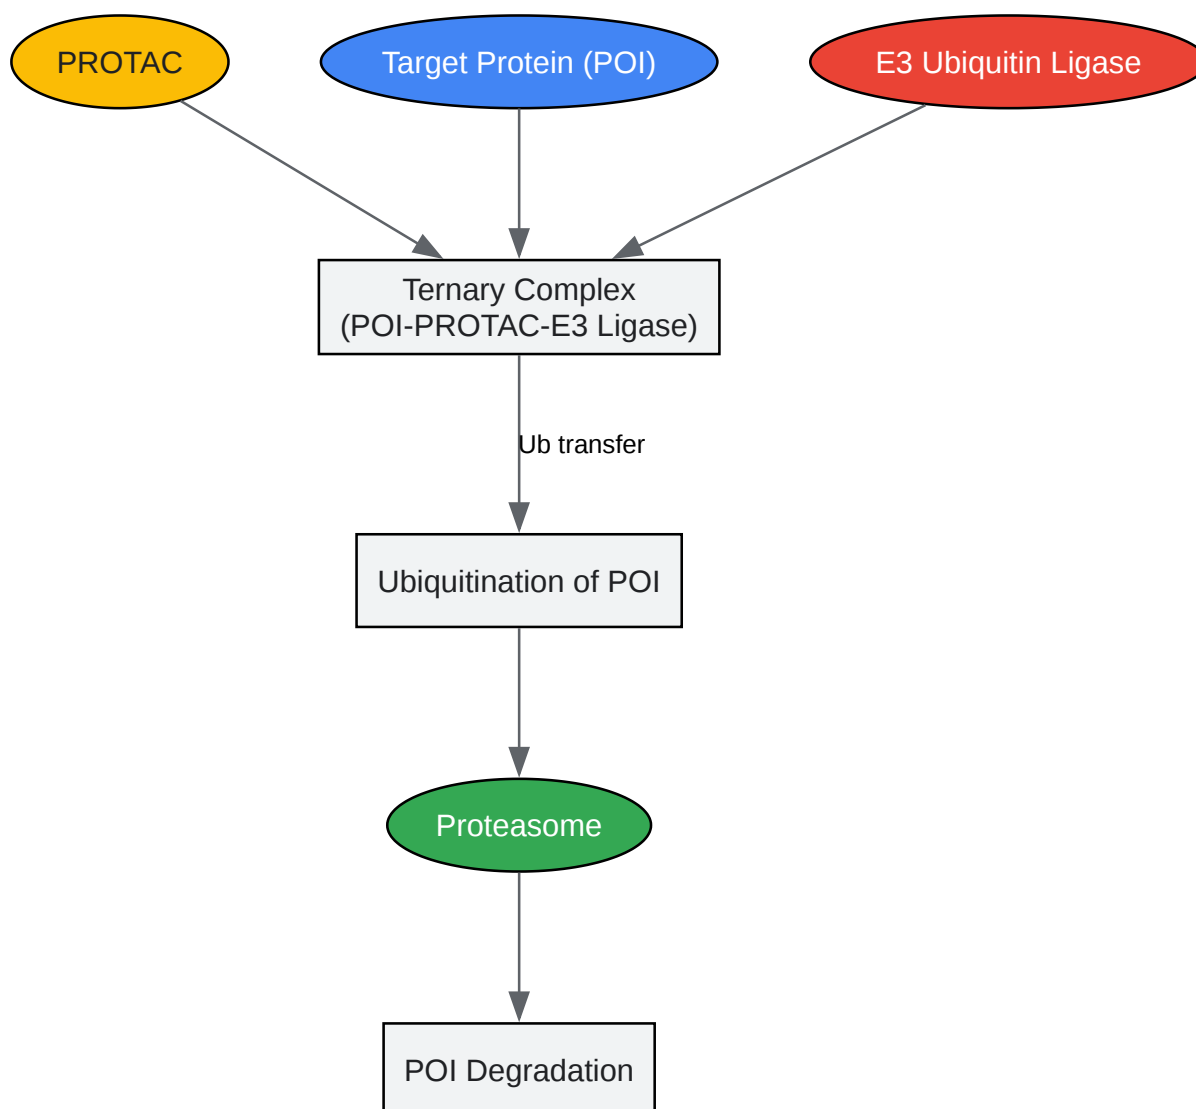 PROTAC
Target Protein (POI)
E3 Ubiquitin Ligase
Ternary Complex
(POI-PROTAC-E3 Ligase)
Ub transfer
Ubiquitination of POI
Proteasome
POI Degradation